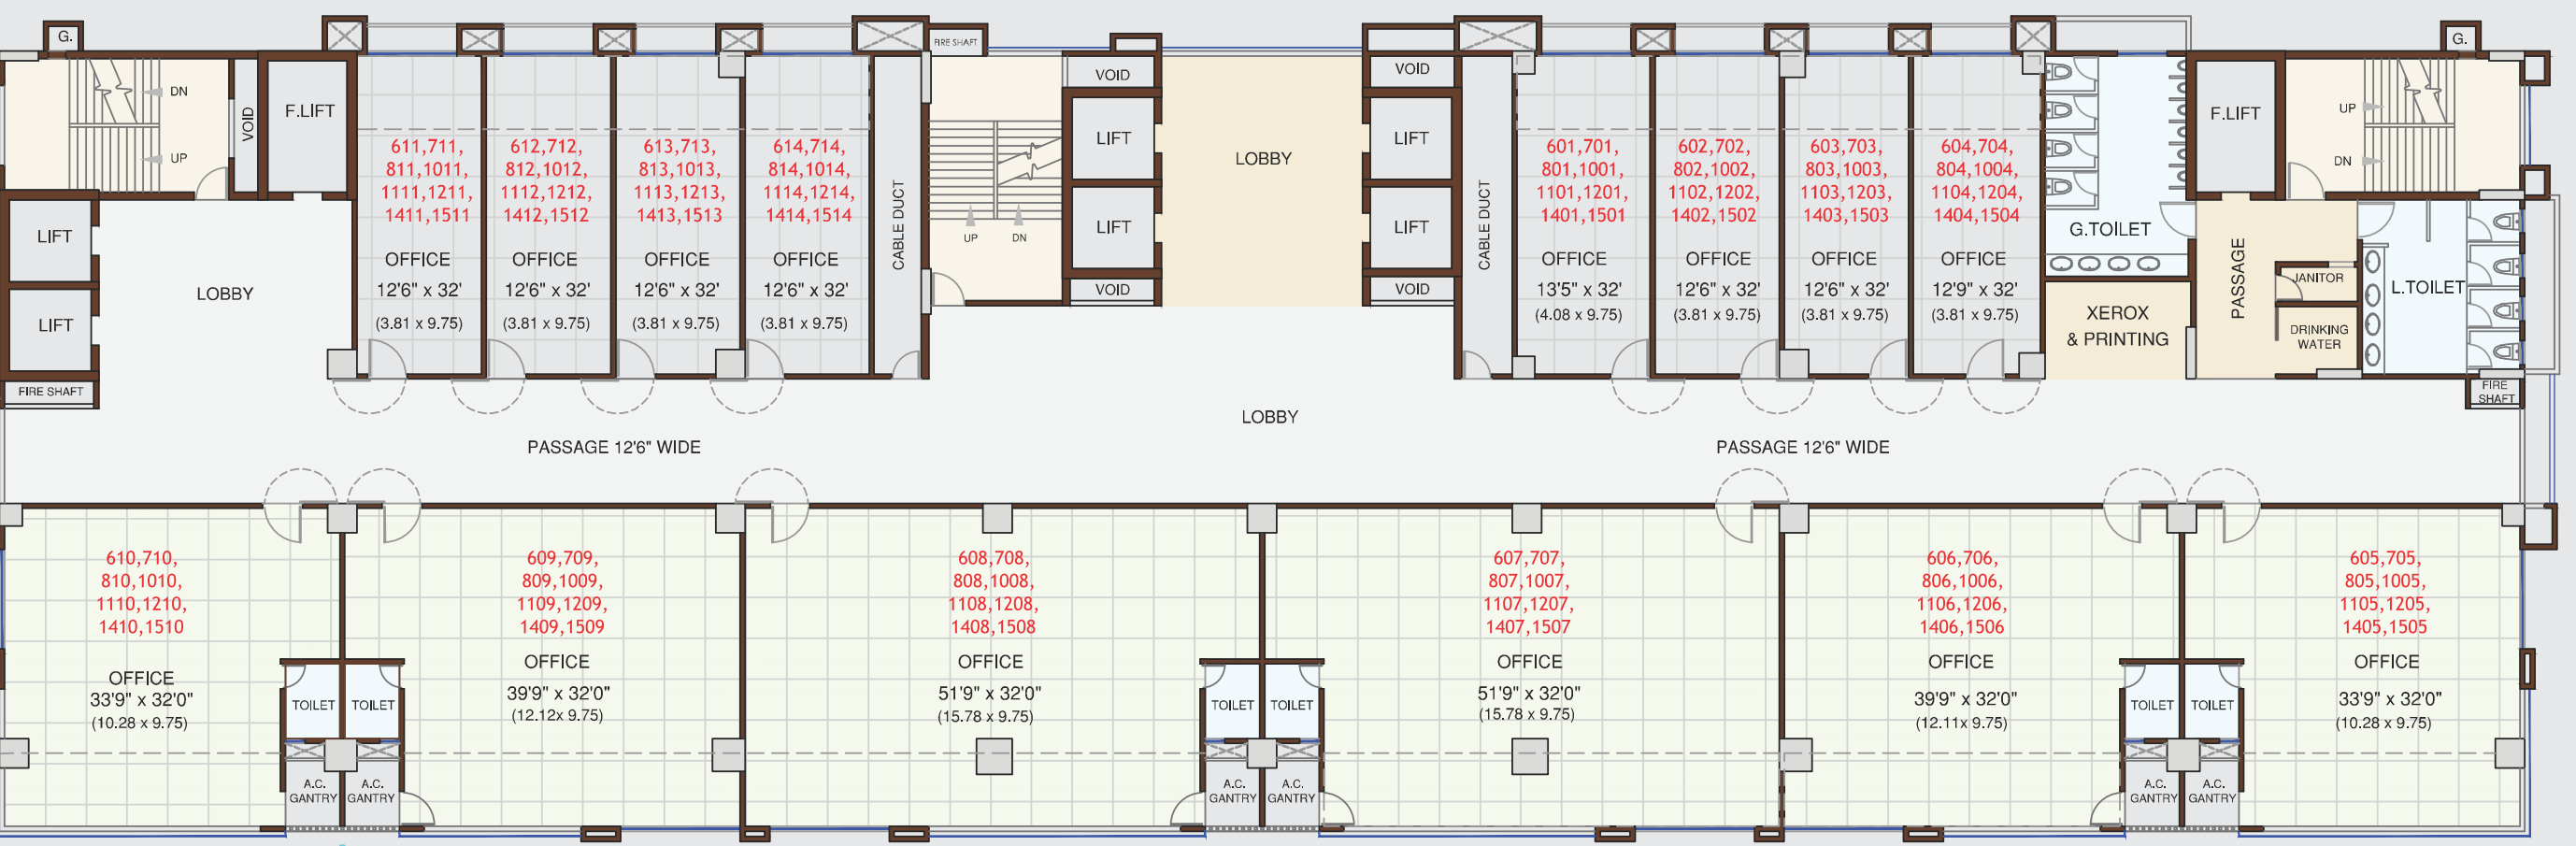 G.
DN
UP
VOID
F.LIFT
LIFT
LIFT
FIRE SHAFT
LOBBY
611,711,
811,1011,
1111,1211,
1411,1511
OFFICE
12'6" x 32'
(3.81 x 9.75)
612,712,
812,1012,
1112,1212,
1412,1512
OFFICE
12'6" x 32'
(3.81 x 9.75)
613,713,
813,1013,
1113,1213,
1413,1513
OFFICE
12'6" x 32'
(3.81 x 9.75)
614,714,
814,1014,
1114,1214,
1414,1514
OFFICE
12'6" x 32'
(3.81 x 9.75)
CABLE DUCT
FIRE SHAFT
UP
DN
VOID
LIFT
LIFT
VOID
LOBBY
VOID
LIFT
LIFT
VOID
CABLE DUCT
601,701,
801,1001,
1101,1201,
1401,1501
OFFICE
13'5" x 32'
(4.08 x 9.75)
602,702,
802,1002,
1102,1202,
1402,1502
OFFICE
12'6" x 32'
(3.81 x 9.75)
603,703,
803,1003,
1103,1203,
1403,1503
OFFICE
12'6" x 32'
(3.81 x 9.75)
604,704,
804,1004,
1104,1204,
1404,1504
OFFICE
12'9" x 32'
(3.81 x 9.75)
G.TOILET
XEROX
& PRINTING
F.LIFT
PASSAGE
G.
UP
DN
JANITOR
DRINKING
WATER
L.TOILET
FIRE
SHAFT
LOBBY
PASSAGE 12'6" WIDE
PASSAGE 12'6" WIDE
610,710,
810,1010,
1110,1210,
1410,1510
OFFICE
33'9" x 32'0"
(10.28 x 9.75)
TOILET
TOILET
A.C.
GANTRY
A.C.
GANTRY
609,709,
809,1009,
1109,1209,
1409,1509
OFFICE
39'9" x 32'0"
(12.12x 9.75)
608,708,
808,1008,
1108,1208,
1408,1508
OFFICE
51'9" x 32'0"
(15.78 x 9.75)
TOILET
TOILET
A.C.
GANTRY
A.C.
GANTRY
607,707,
807,1007,
1107,1207,
1407,1507
OFFICE
51'9" x 32'0"
(15.78 x 9.75)
606,706,
806,1006,
1106,1206,
1406,1506
OFFICE
39'9" x 32'0"
(12.11x 9.75)
TOILET
TOILET
A.C.
GANTRY
A.C.
GANTRY
605,705,
805,1005,
1105,1205,
1405,1505
OFFICE
33'9" x 32'0"
(10.28 x 9.75)